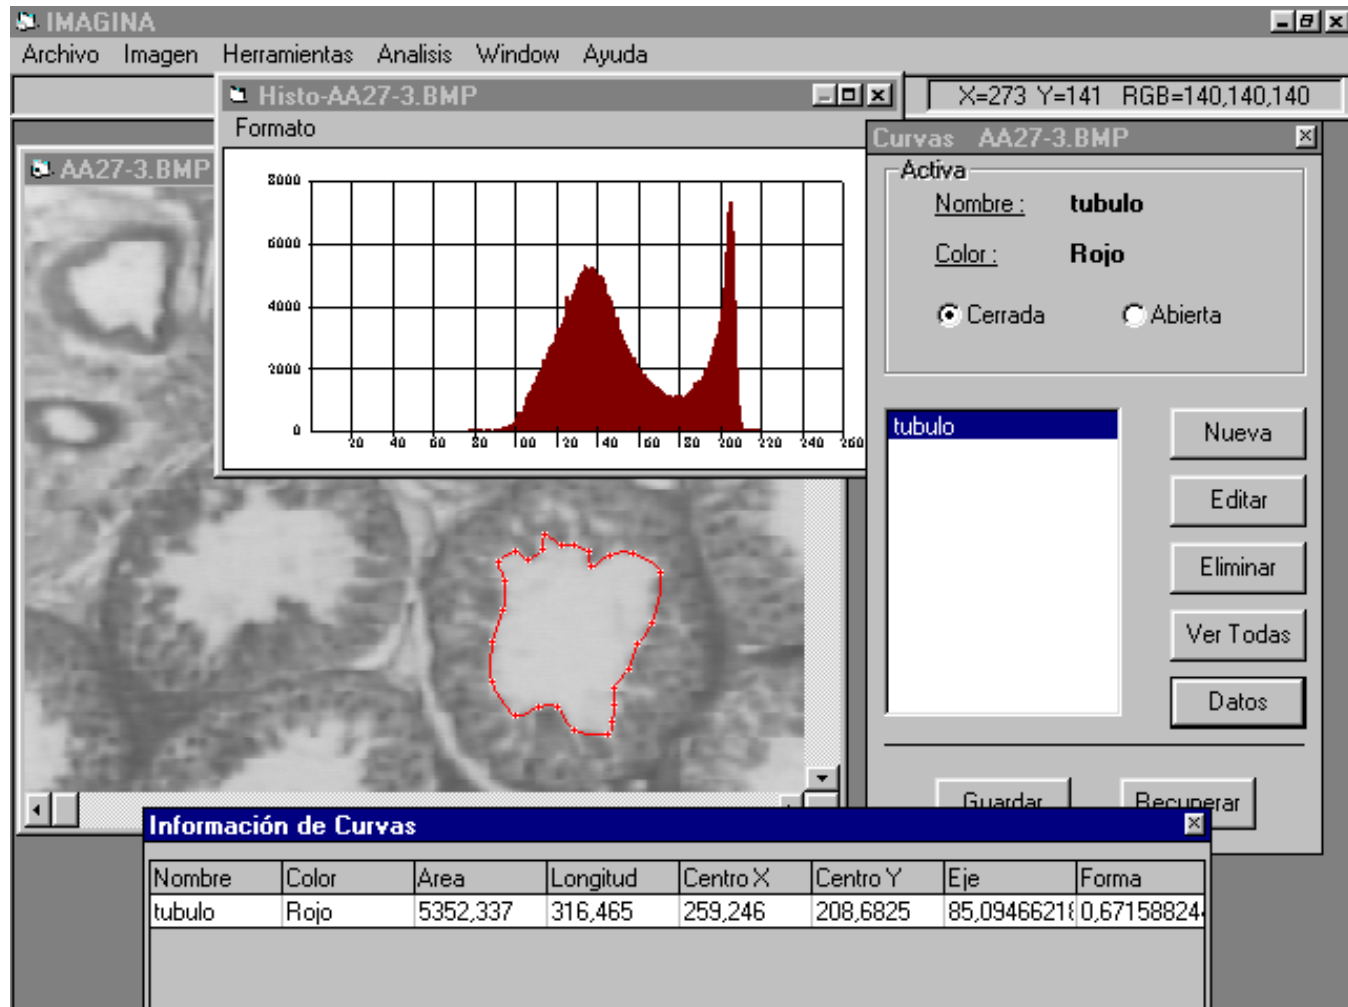 IMAGINA
Archivo Imagen Herramientas Analisis Window Ayuda
X=273 Y=141 RGB=140,140,140
Histo-AA27-3.BMP
Formato
8000
6000
4000
2000
0
20 40 60 80 100 120 140 160 180 200 220 240 260
AA27-3.BMP
Curvas AA27-3.BMP
Activa
Nombre : tubulo
Color : Rojo
Cerrada Abierta
tubulo
Nueva
Editar
Eliminar
Ver Todas
Datos
Guardar Recuperar
Información de Curvas
Nombre Color Area Longitud Centro X Centro Y Eje Forma
tubulo Rojo 5352,337 316,465 259,246 208,6825 85,0946621 0,67158824